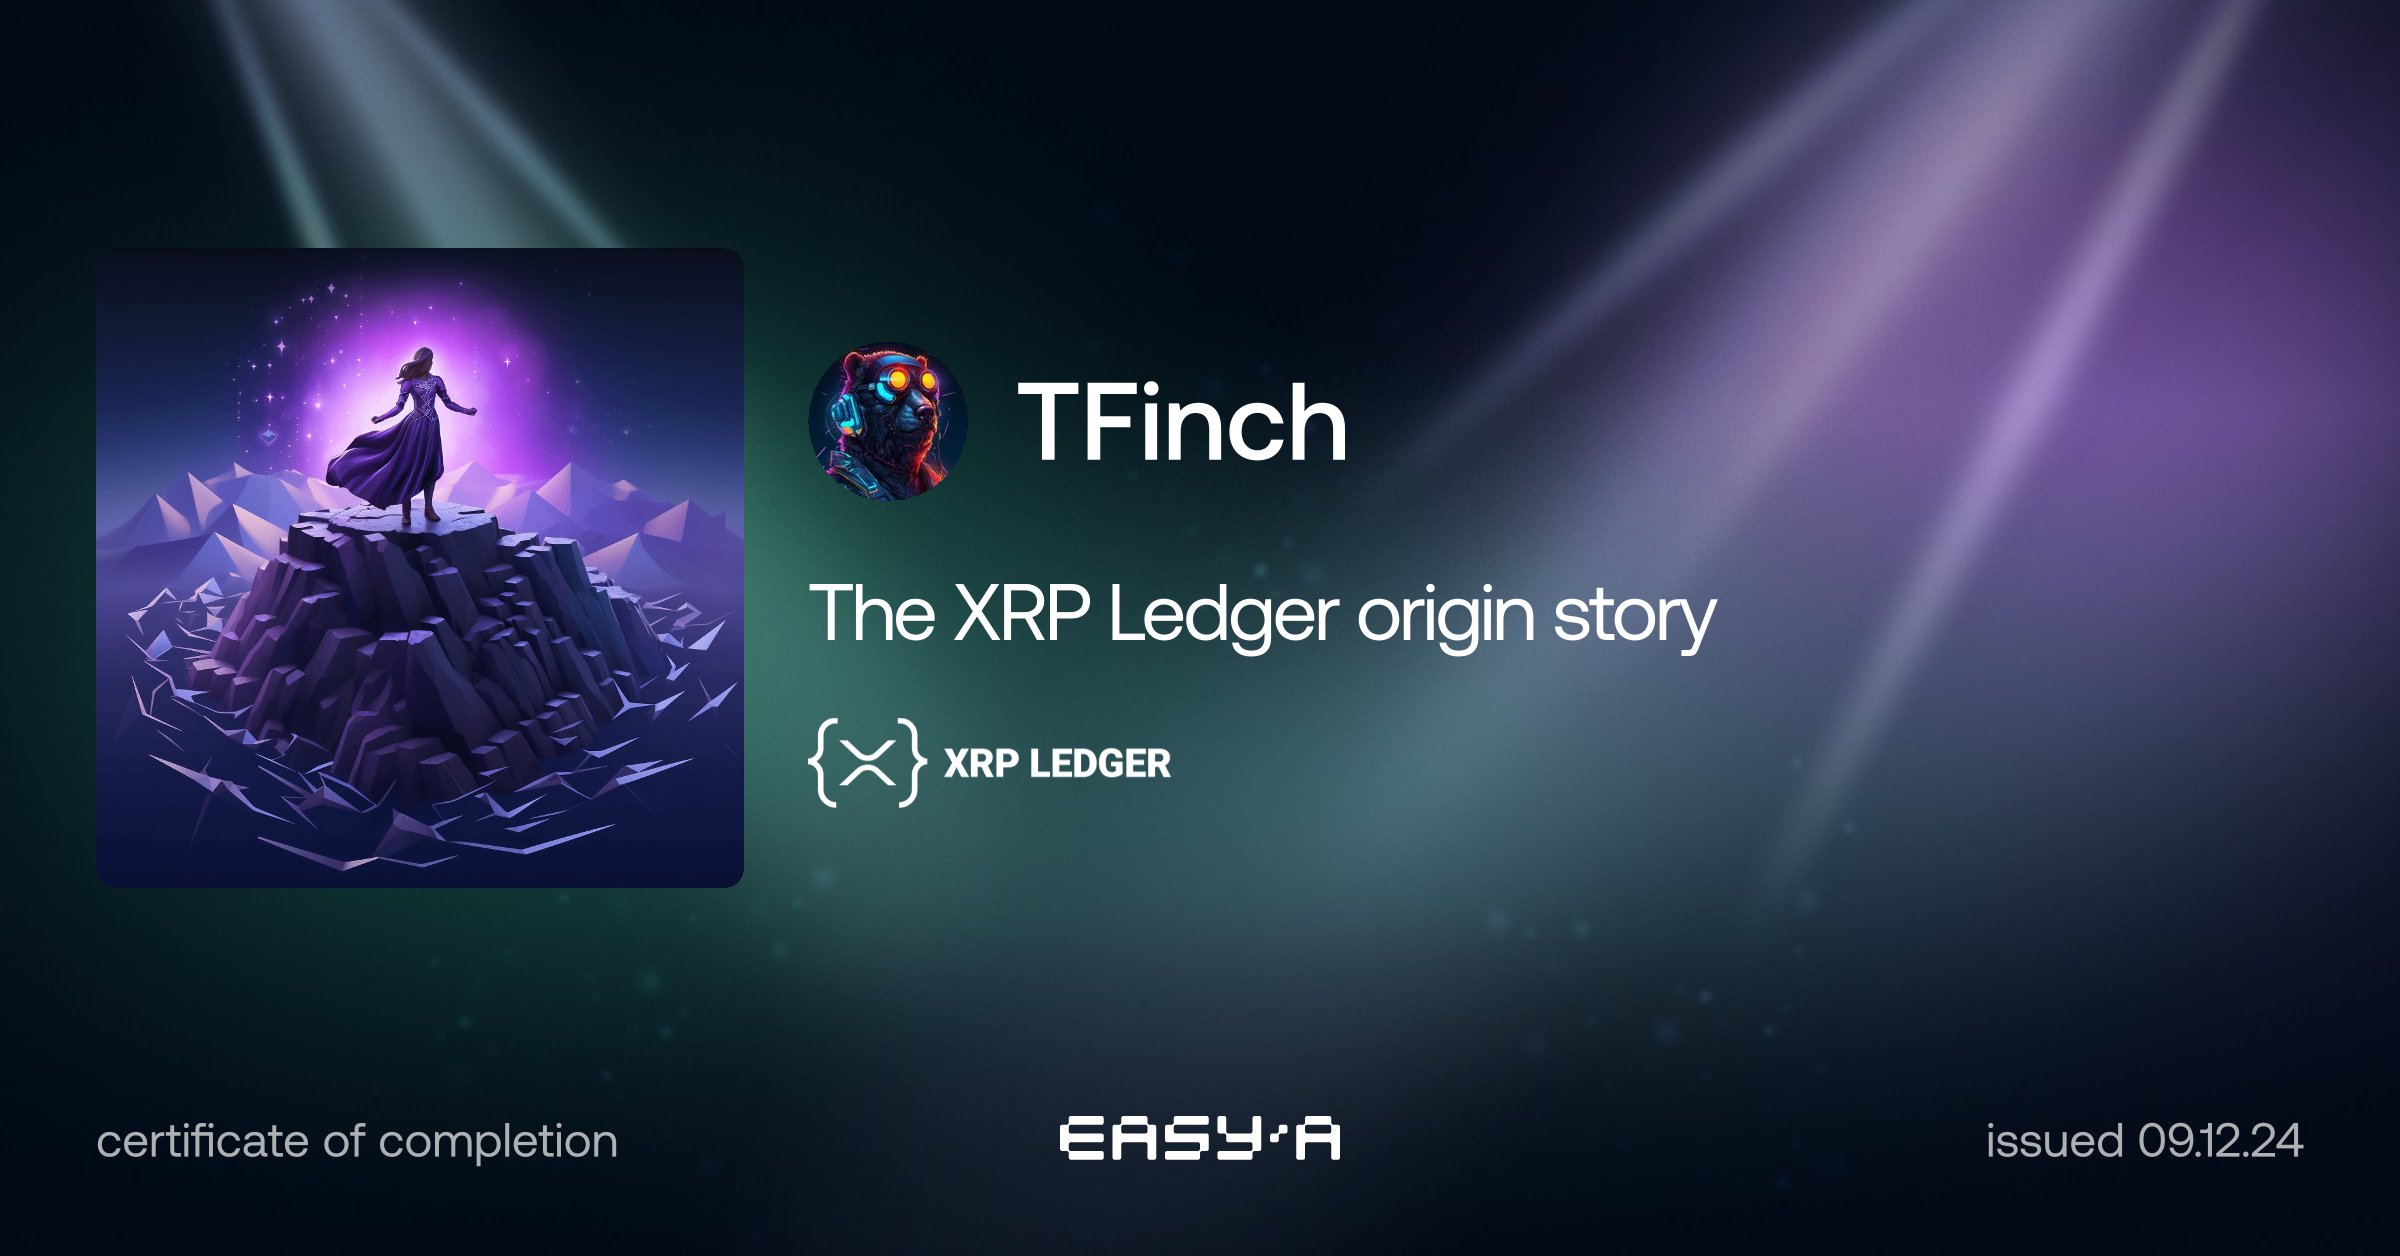 TFinch
The XRP Ledger origin story
XRP LEDGER
certificate of completion
EASY·A
issued 09.12.24